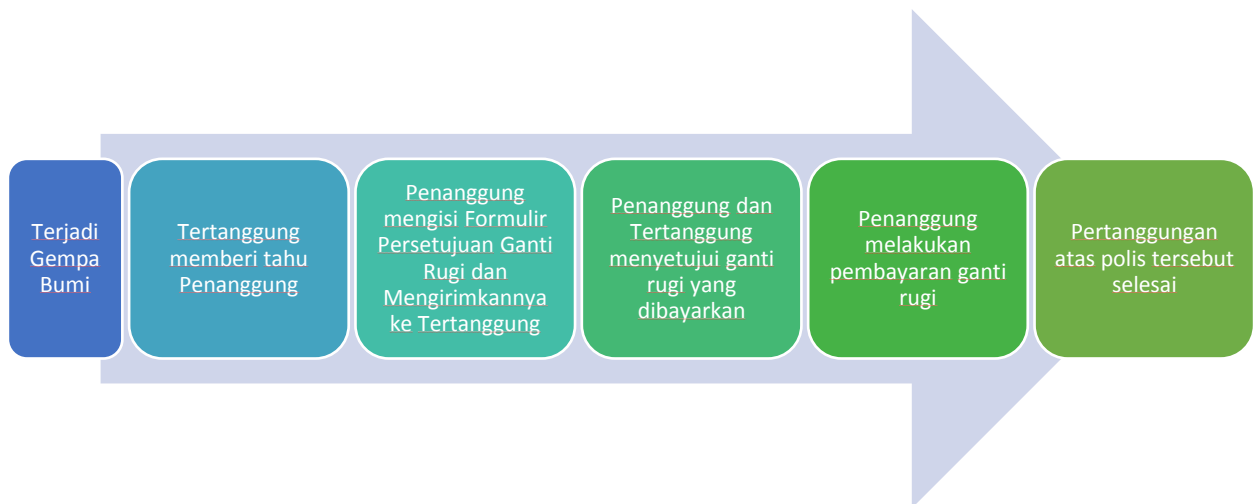 Terjadi
Gempa
Bumi
Tertanggung
memberi tahu
Penanggung
Penanggung
mengisi Formulir
Persetujuan Ganti
Rugi dan
Mengirimkannya
ke Tertanggung
Penanggung dan
Tertanggung
menyetujui ganti
rugi yang
dibayarkan
Penanggung
melakukan
pembayaran ganti
rugi
Pertanggungan
atas polis tersebut
selesai